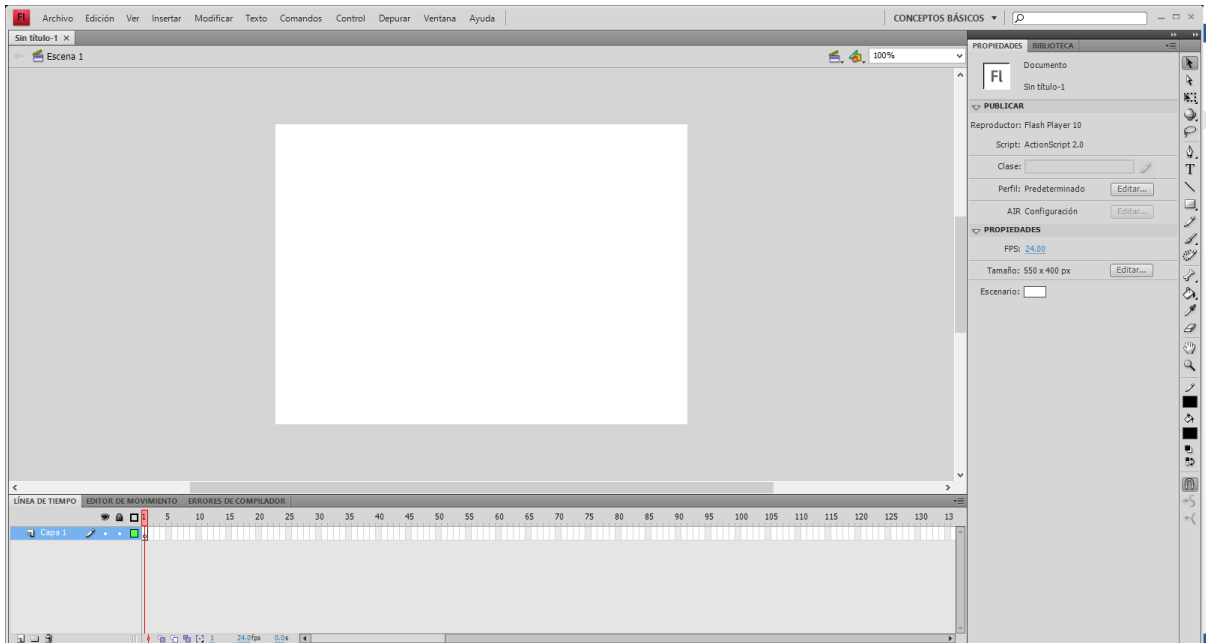 Fl Archivo Edición Ver Insertar Modificar Texto Comandos Control Depurar Ventana Ayuda CONCEPTOS BÁSICOS
Sin título-1 ×
Escena 1 100%
PROPIEDADES BIBLIOTECA
Fl
Documento
Sin título-1
PUBLICAR
Reproductor: Flash Player 10
Script: ActionScript 2.0
Clase:
Perfil: Predeterminado Editar...
AIR Configuración Editar...
PROPIEDADES
FPS: 24.00
Tamaño: 550 x 400 px Editar...
Escenario:
T
LÍNEA DE TIEMPO EDITOR DE MOVIMIENTO ERRORES DE COMPILADOR
1 5 10 15 20 25 30 35 40 45 50 55 60 65 70 75 80 85 90 95 100 105 110 115 120 125 130 13
Capa 1
1 24.0fps 0.0s